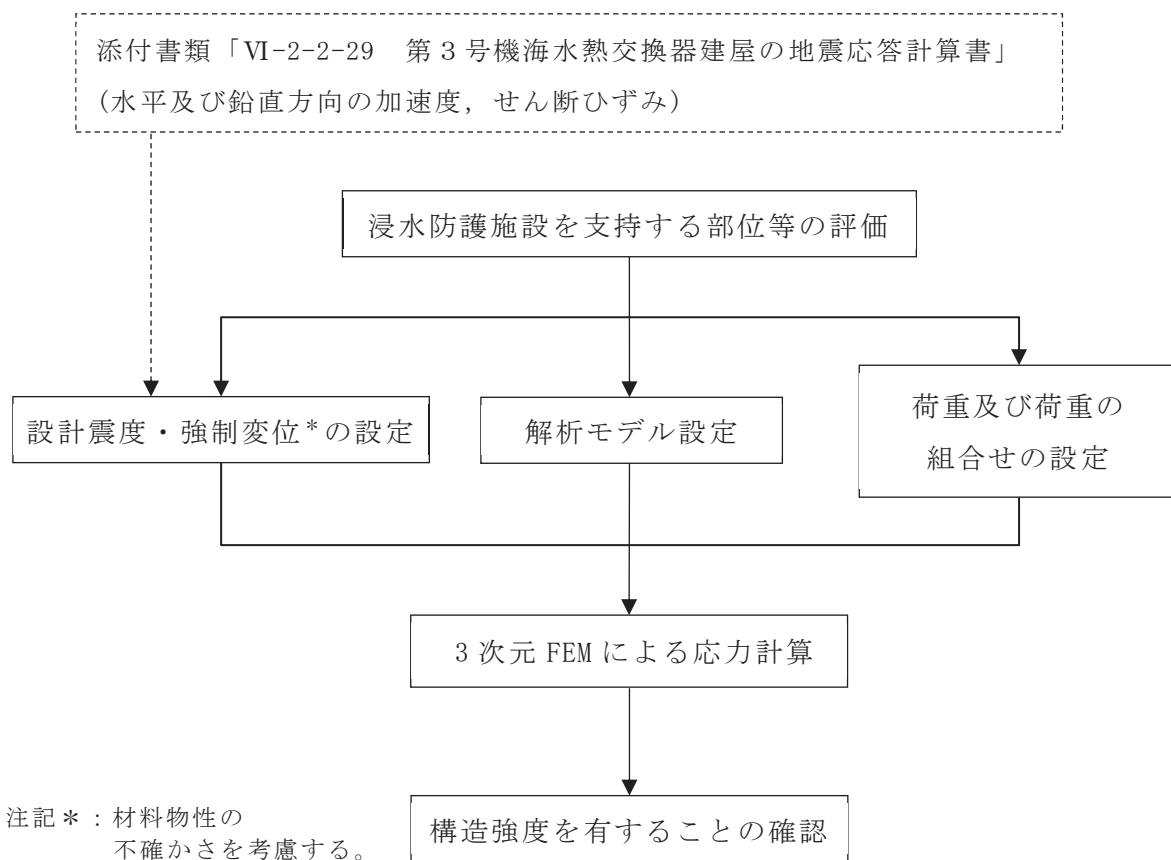 添付書類「Ⅵ-2-2-29　第３号機海水熱交換器建屋の地震応答計算書」
(水平及び鉛直方向の加速度，せん断ひずみ)
浸水防護施設を支持する部位等の評価
設計震度・強制変位*の設定
解析モデル設定
荷重及び荷重の
組合せの設定
3 次元 FEM による応力計算
構造強度を有することの確認
注記＊：材料物性の
不確かさを考慮する。